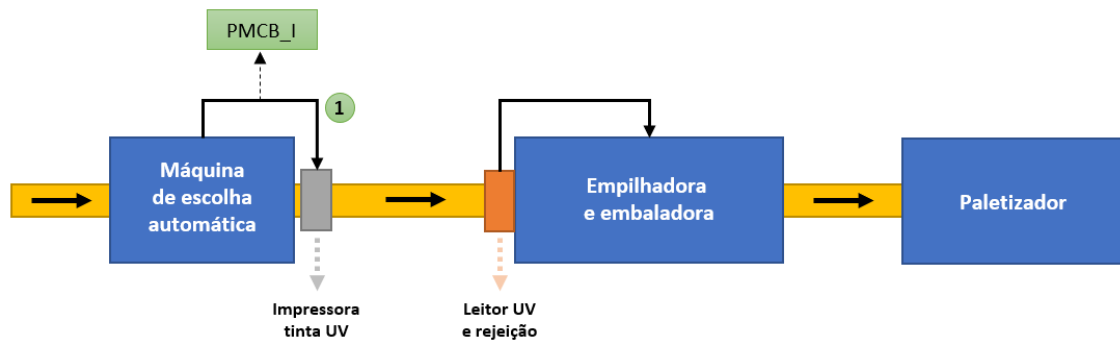 PMCB_I
1
Máquina
de escolha
automática
Empilhadora
e embaladora
Paletizador
Impressora
tinta UV
Leitor UV
e rejeição